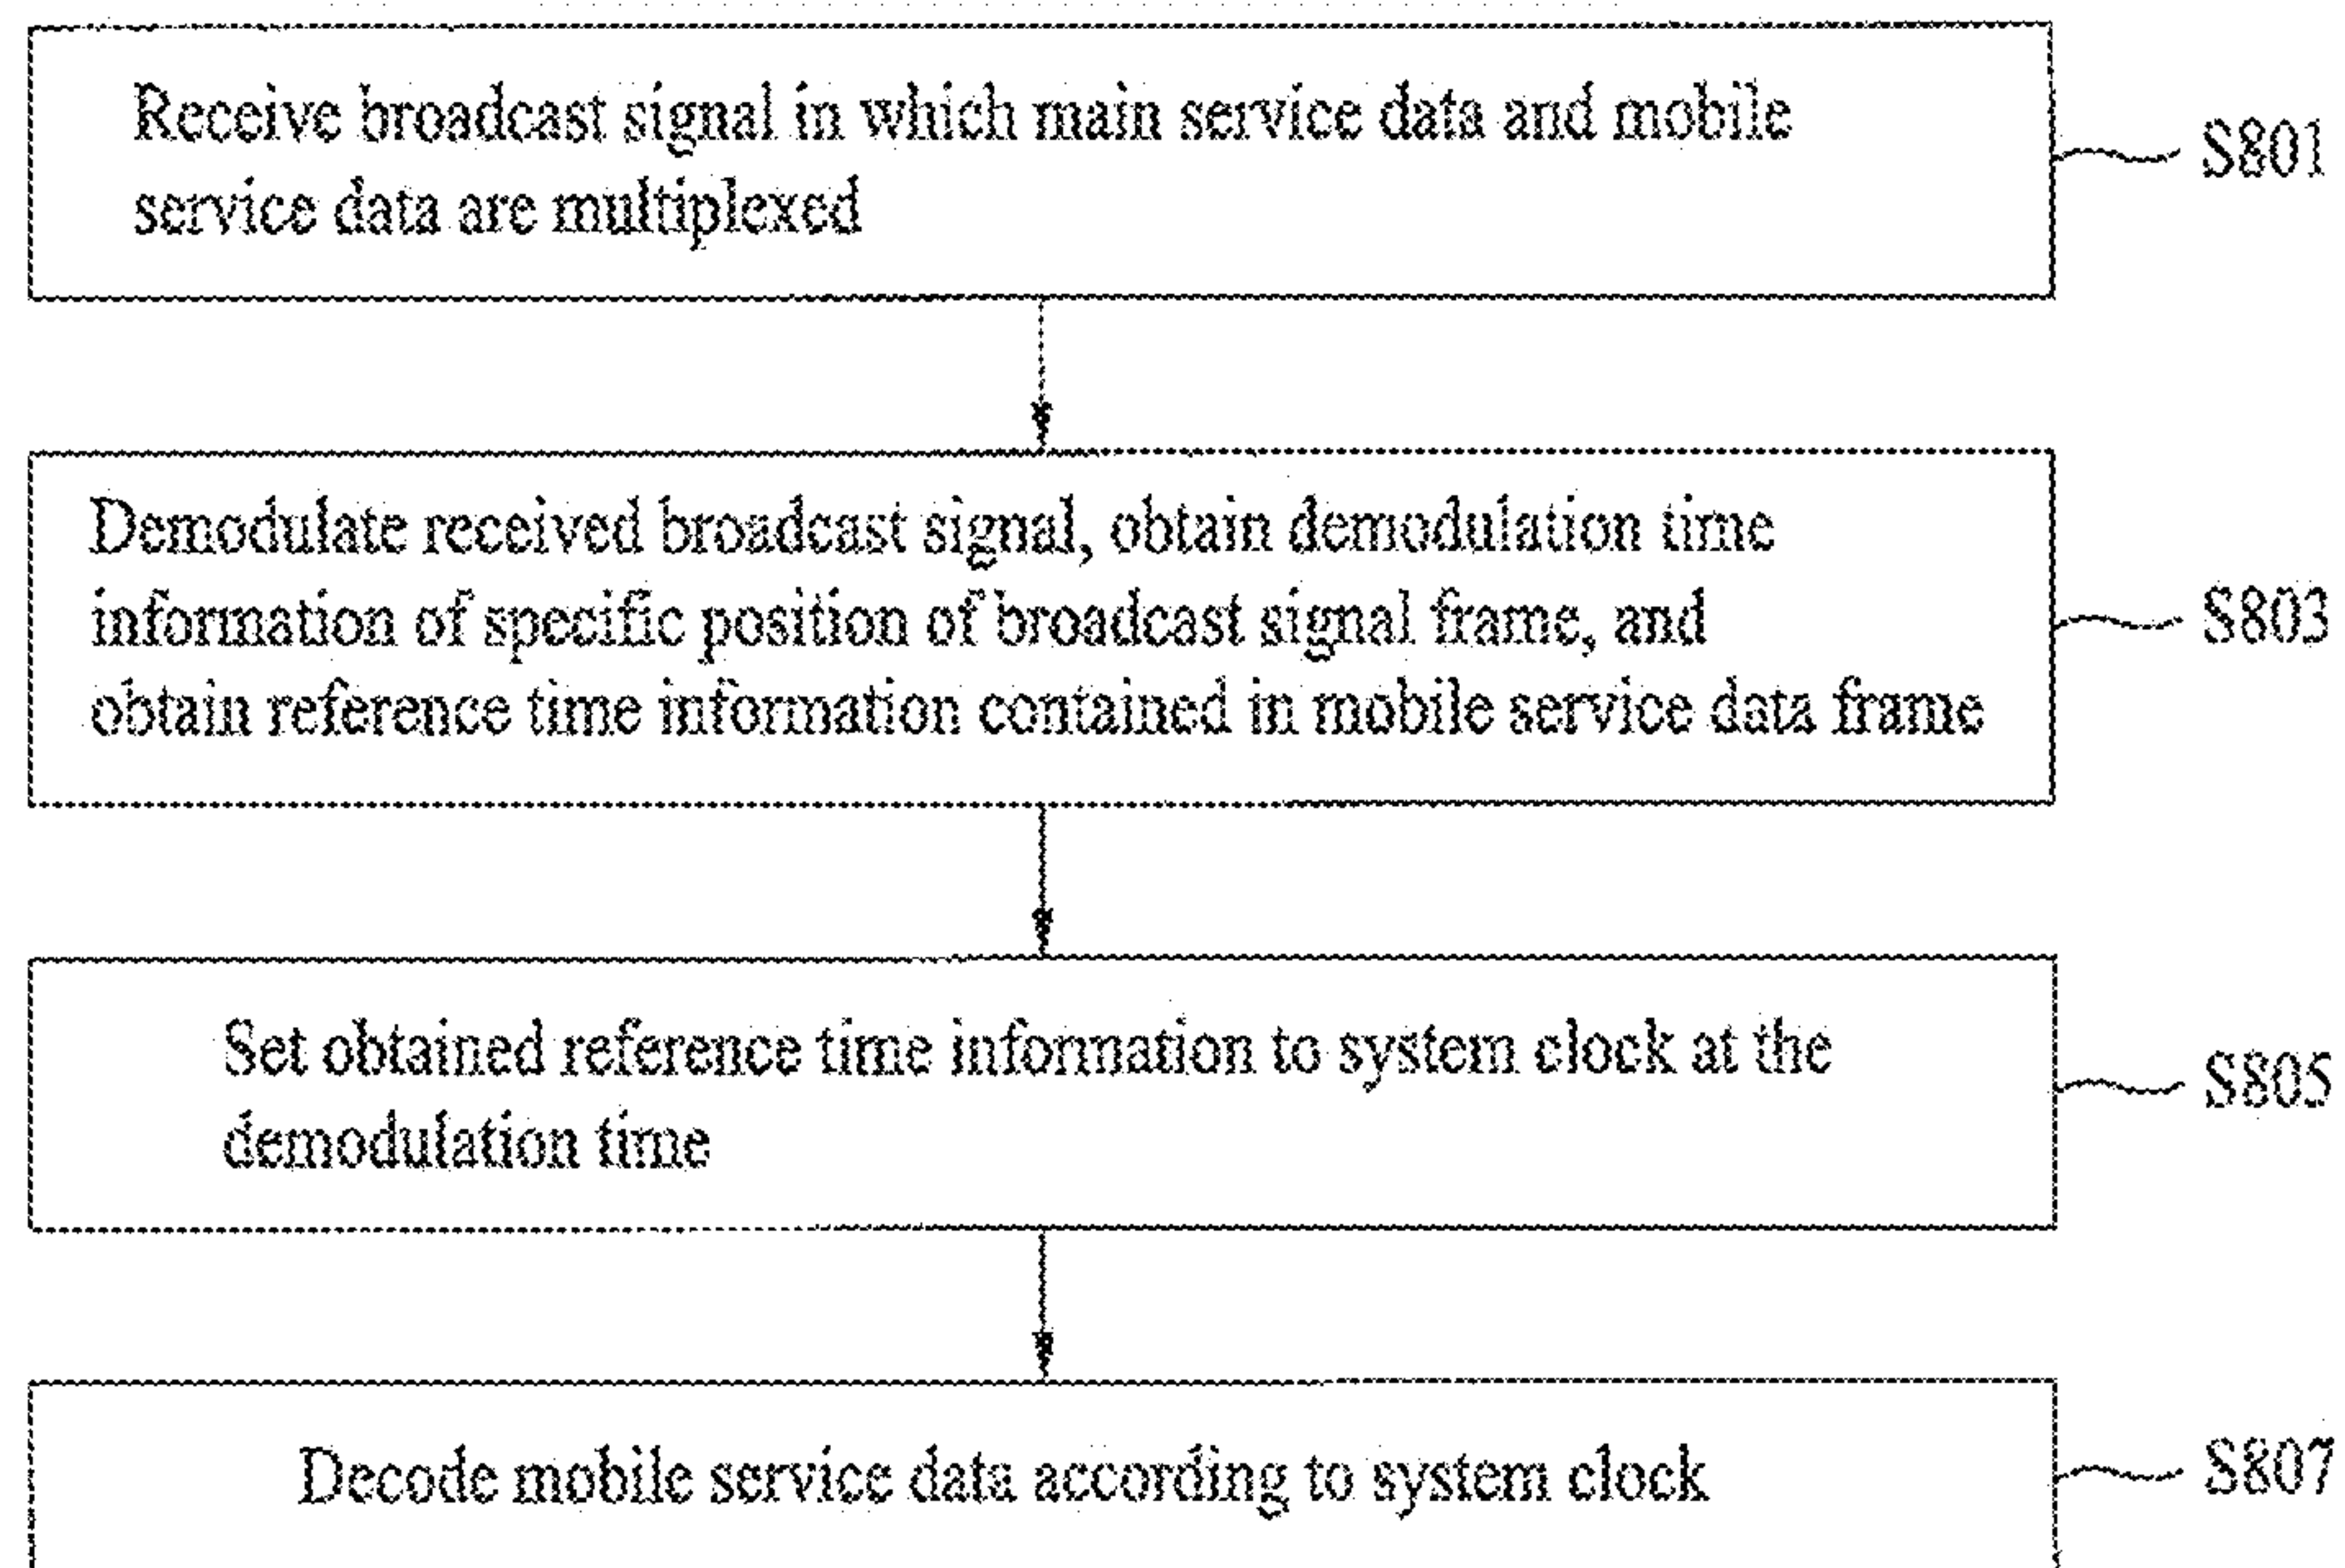 Receive broadcast signal in which main service data and mobile
service data are multiplexed
S801
Demodulate received broadcast signal, obtain demodulation time
information of specific position of broadcast signal frame, and
obtain reference time information contained in mobile service data frame
S803
Set obtained reference time information to system clock at the
demodulation time
S805
Decode mobile service data according to system clock
S807